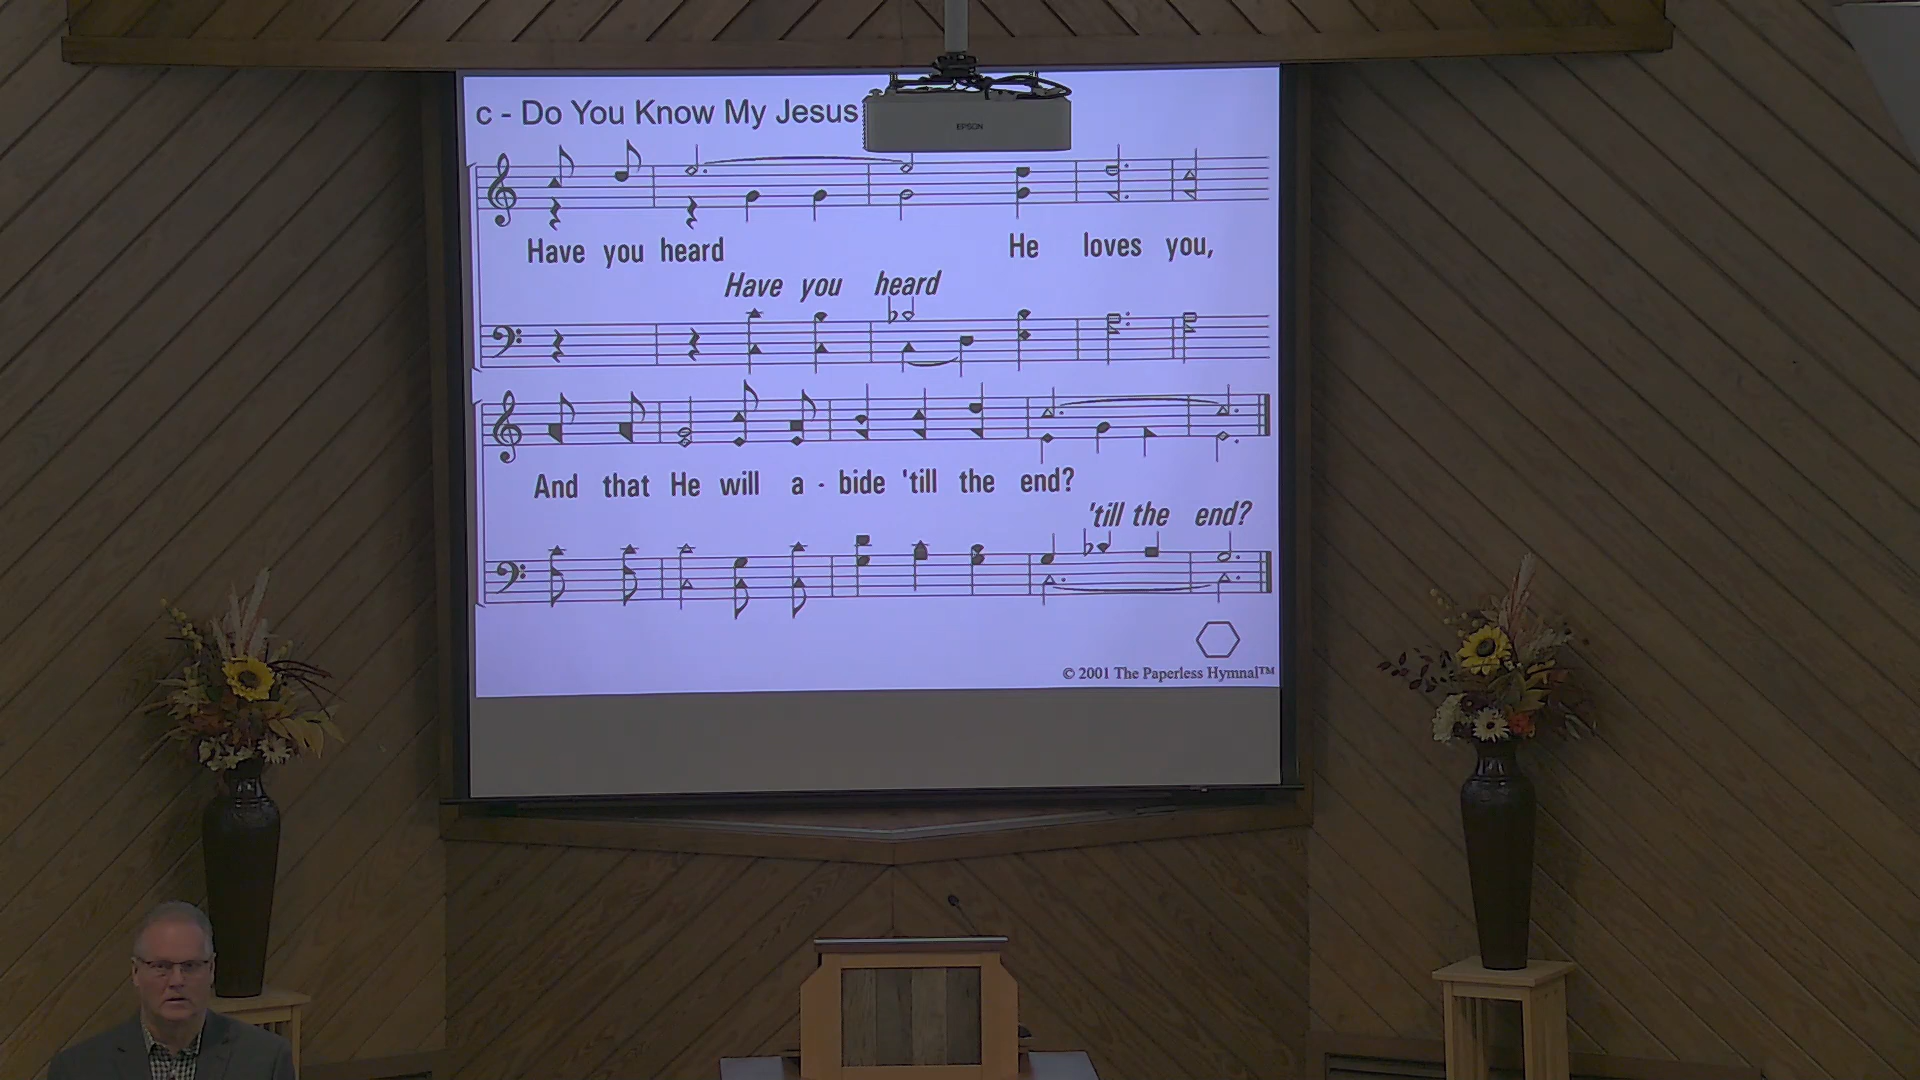 c - Do You Know My Jesus
EPSON
Have you heard He loves you,
Have you heard
And that He will a - bide 'till the end?
'till the end?
© 2001 The Paperless Hymnal™